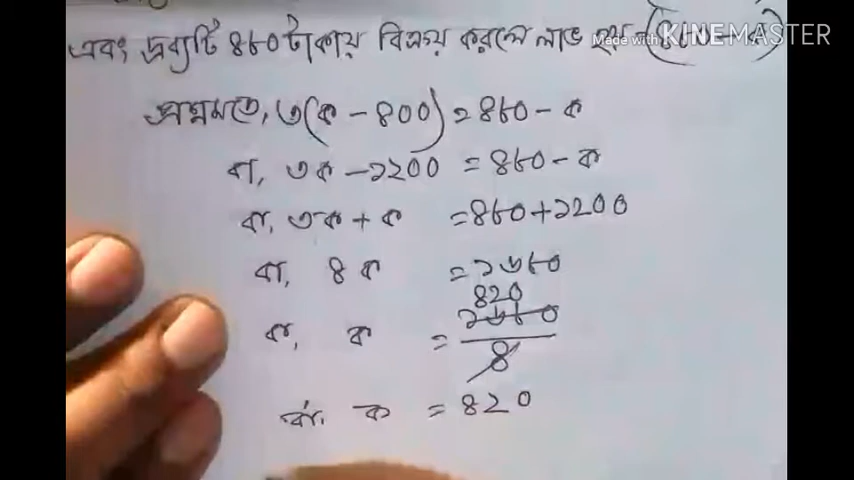 এবং দ্রব্যটি ৪৮০ টাকায় বিক্রয় করলে লাভ হয় = (৪৮০ - ক)
Made with KINEMASTER
প্রশ্নমতে, ৩(ক - ৪০০) = ৪৮০ - ক
বা, ৩ক - ১২০০ = ৪৮০ - ক
বা, ৩ক + ক = ৪৮০ + ১২০০
বা, ৪ক = ১৬৮০
৪২০
বা, ক = ১৬৮০/৪
বা, ক = ৪২০